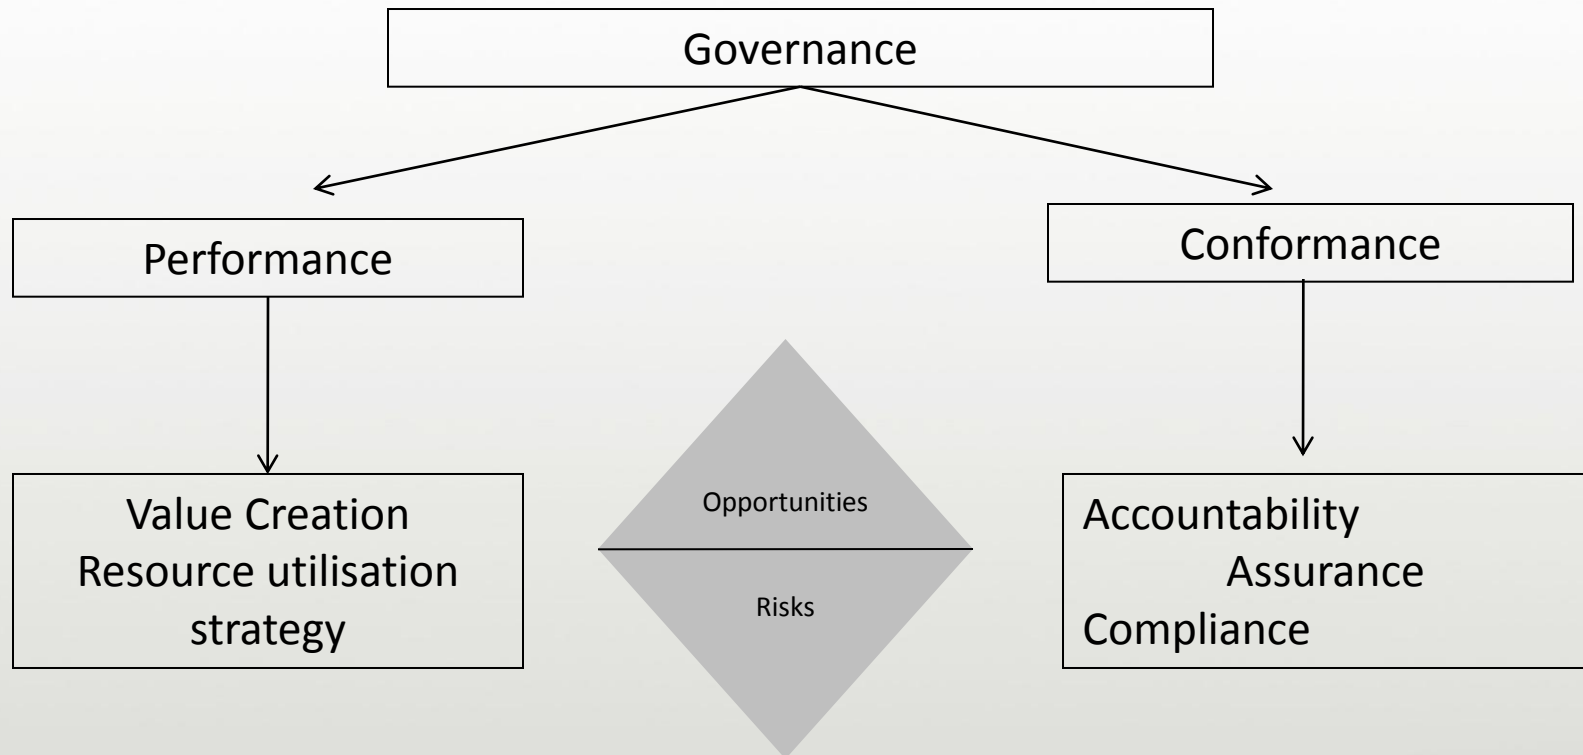 Governance
Performance
Conformance
Value Creation
Resource utilisation
strategy
Opportunities
Risks
Accountability
Assurance
Compliance